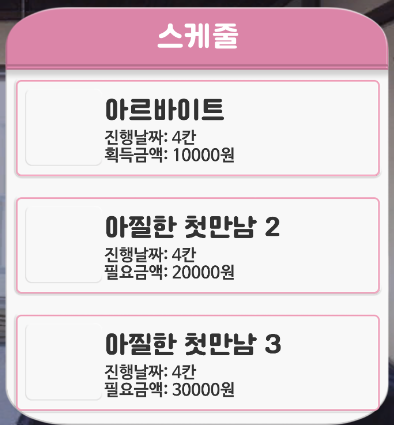 스케줄
아르바이트
진행날짜: 4칸
획득금액: 10000원
아찔한 첫만남 2
진행날짜: 4칸
필요금액: 20000원
아찔한 첫만남 3
진행날짜: 4칸
필요금액: 30000원